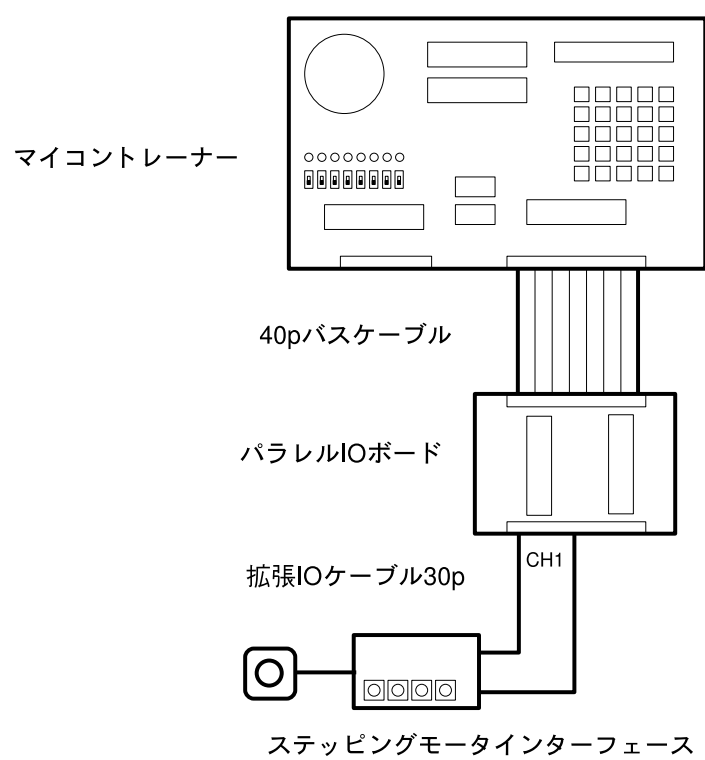 マイコントレーナー
40pバスケーブル
パラレルIOボード
CH1
拡張IOケーブル30p
ステッピングモータインターフェース